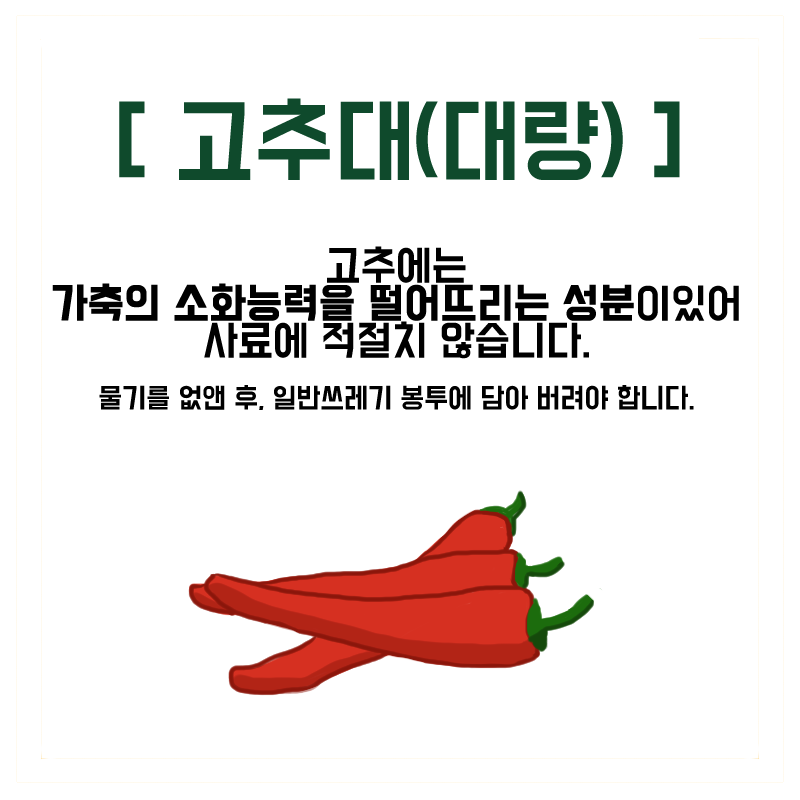 [ 고추대(대량) ]
고추에는
가축의 소화능력을 떨어뜨리는 성분이있어
사료에 적절치 않습니다.
물기를 없앤 후, 일반쓰레기 봉투에 담아 버려야 합니다.